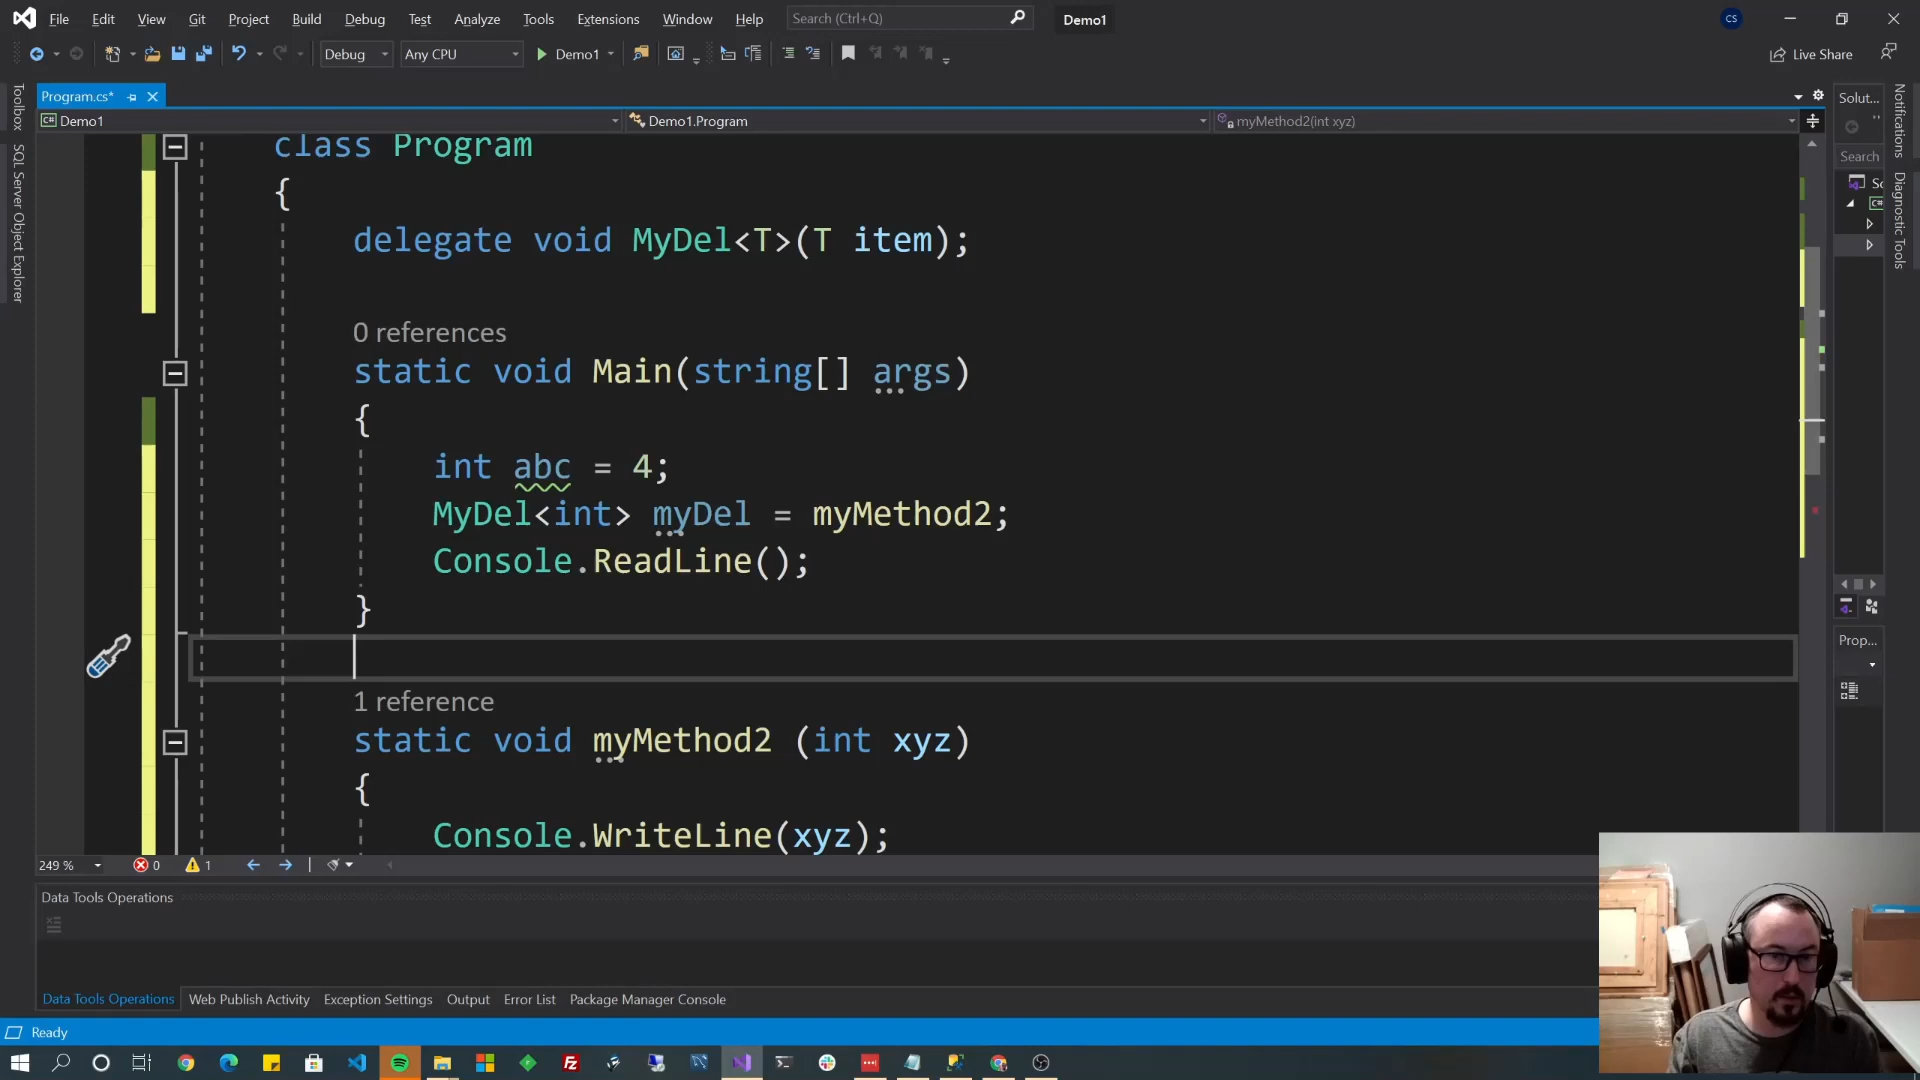 File Edit View Git Project Build Debug Test Analyze Tools Extensions Window Help Search (Ctrl+Q) Demo1 CS
Debug Any CPU Demo1 Live Share
Program.cs*
Solut...
C# Demo1 Demo1.Program myMethod2(int xyz)
Toolbox
SQL Server Object Explorer
Notifications
Diagnostic Tools
Search
class Program
{
delegate void MyDel<T>(T item);
0 references
static void Main(string[] args)
{
int abc = 4;
MyDel<int> myDel = myMethod2;
Console.ReadLine();
}
1 reference
static void myMethod2 (int xyz)
{
Console.WriteLine(xyz);
Prop...
249 % 0 1
Data Tools Operations
Data Tools Operations Web Publish Activity Exception Settings Output Error List Package Manager Console
Ready